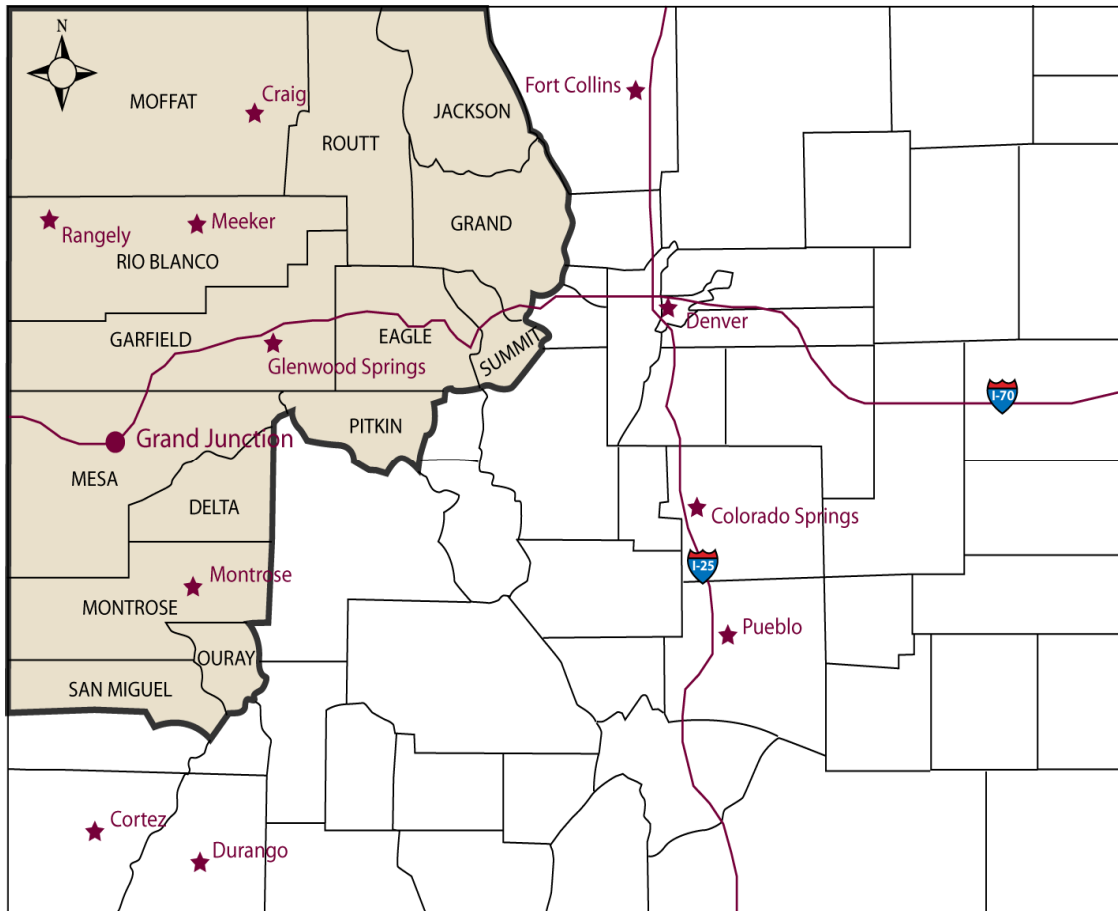 N
Fort Collins
Craig
MOFFAT
JACKSON
ROUTT
GRAND
Rangely
Meeker
RIO BLANCO
Denver
GARFIELD
EAGLE
SUMMIT
Glenwood Springs
I-70
PITKIN
Grand Junction
MESA
DELTA
Colorado Springs
I-25
Montrose
MONTROSE
Pueblo
OURAY
SAN MIGUEL
Cortez
Durango